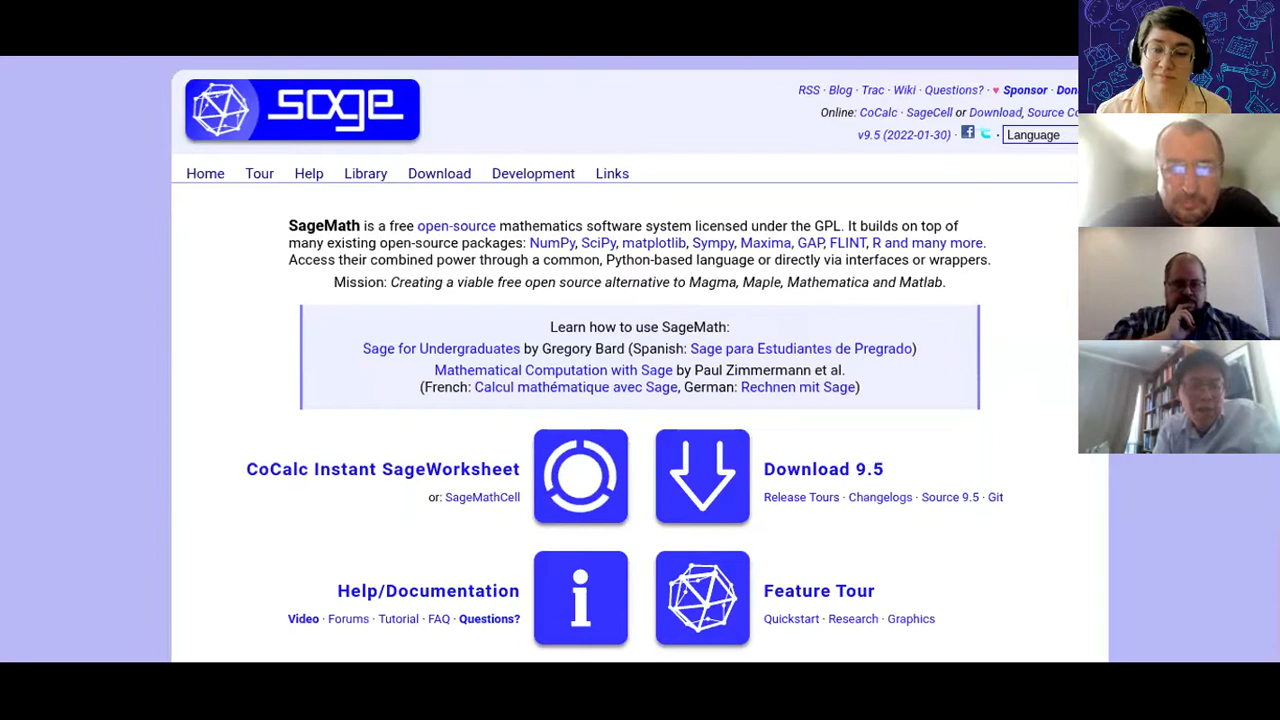 sage
RSS · Blog · Trac · Wiki · Questions? · ♥ Sponsor · Don
Online: CoCalc · SageCell or Download, Source Co
v9.5 (2022-01-30) · · Language
Home Tour Help Library Download Development Links
SageMath is a free open-source mathematics software system licensed under the GPL. It builds on top of
many existing open-source packages: NumPy, SciPy, matplotlib, Sympy, Maxima, GAP, FLINT, R and many more.
Access their combined power through a common, Python-based language or directly via interfaces or wrappers.
Mission: Creating a viable free open source alternative to Magma, Maple, Mathematica and Matlab.
Learn how to use SageMath:
Sage for Undergraduates by Gregory Bard (Spanish: Sage para Estudiantes de Pregrado)
Mathematical Computation with Sage by Paul Zimmermann et al.
(French: Calcul mathématique avec Sage, German: Rechnen mit Sage)
CoCalc Instant SageWorksheet
or: SageMathCell
Download 9.5
Release Tours · Changelogs · Source 9.5 · Git
Help/Documentation
Video · Forums · Tutorial · FAQ · Questions?
Feature Tour
Quickstart · Research · Graphics